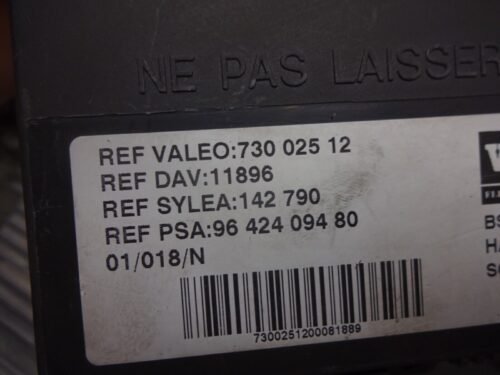 NE PAS LAISSER
REF VALEO:730 025 12
REF DAV:11896
REF SYLEA:142 790
REF PSA:96 424 094 80
01/018/N
7300251200081889